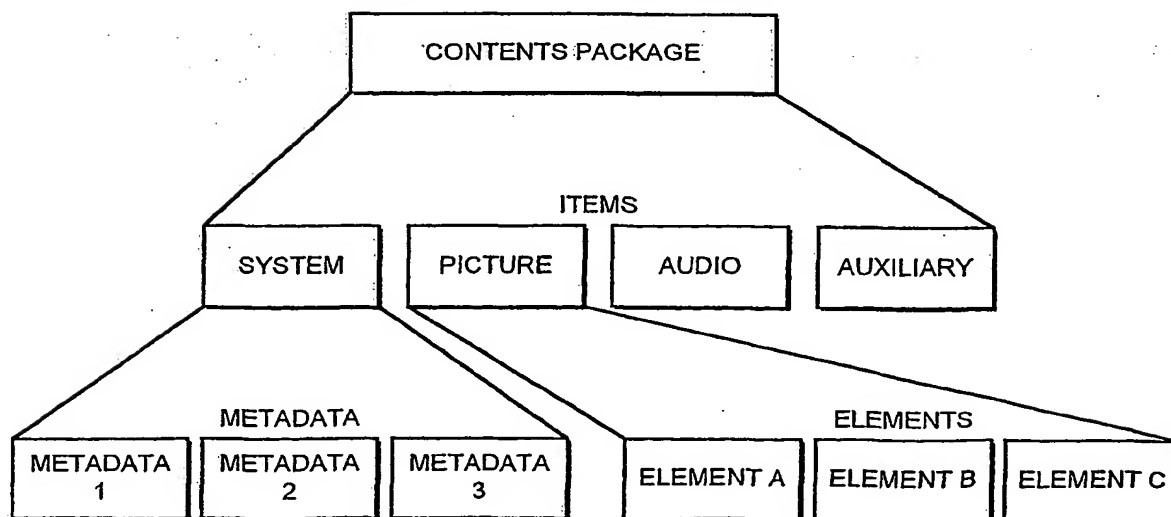 CONTENTS PACKAGE
ITEMS
SYSTEM
PICTURE
AUDIO
AUXILIARY
METADATA
ELEMENTS
METADATA
1
METADATA
2
METADATA
3
ELEMENT A
ELEMENT B
ELEMENT C